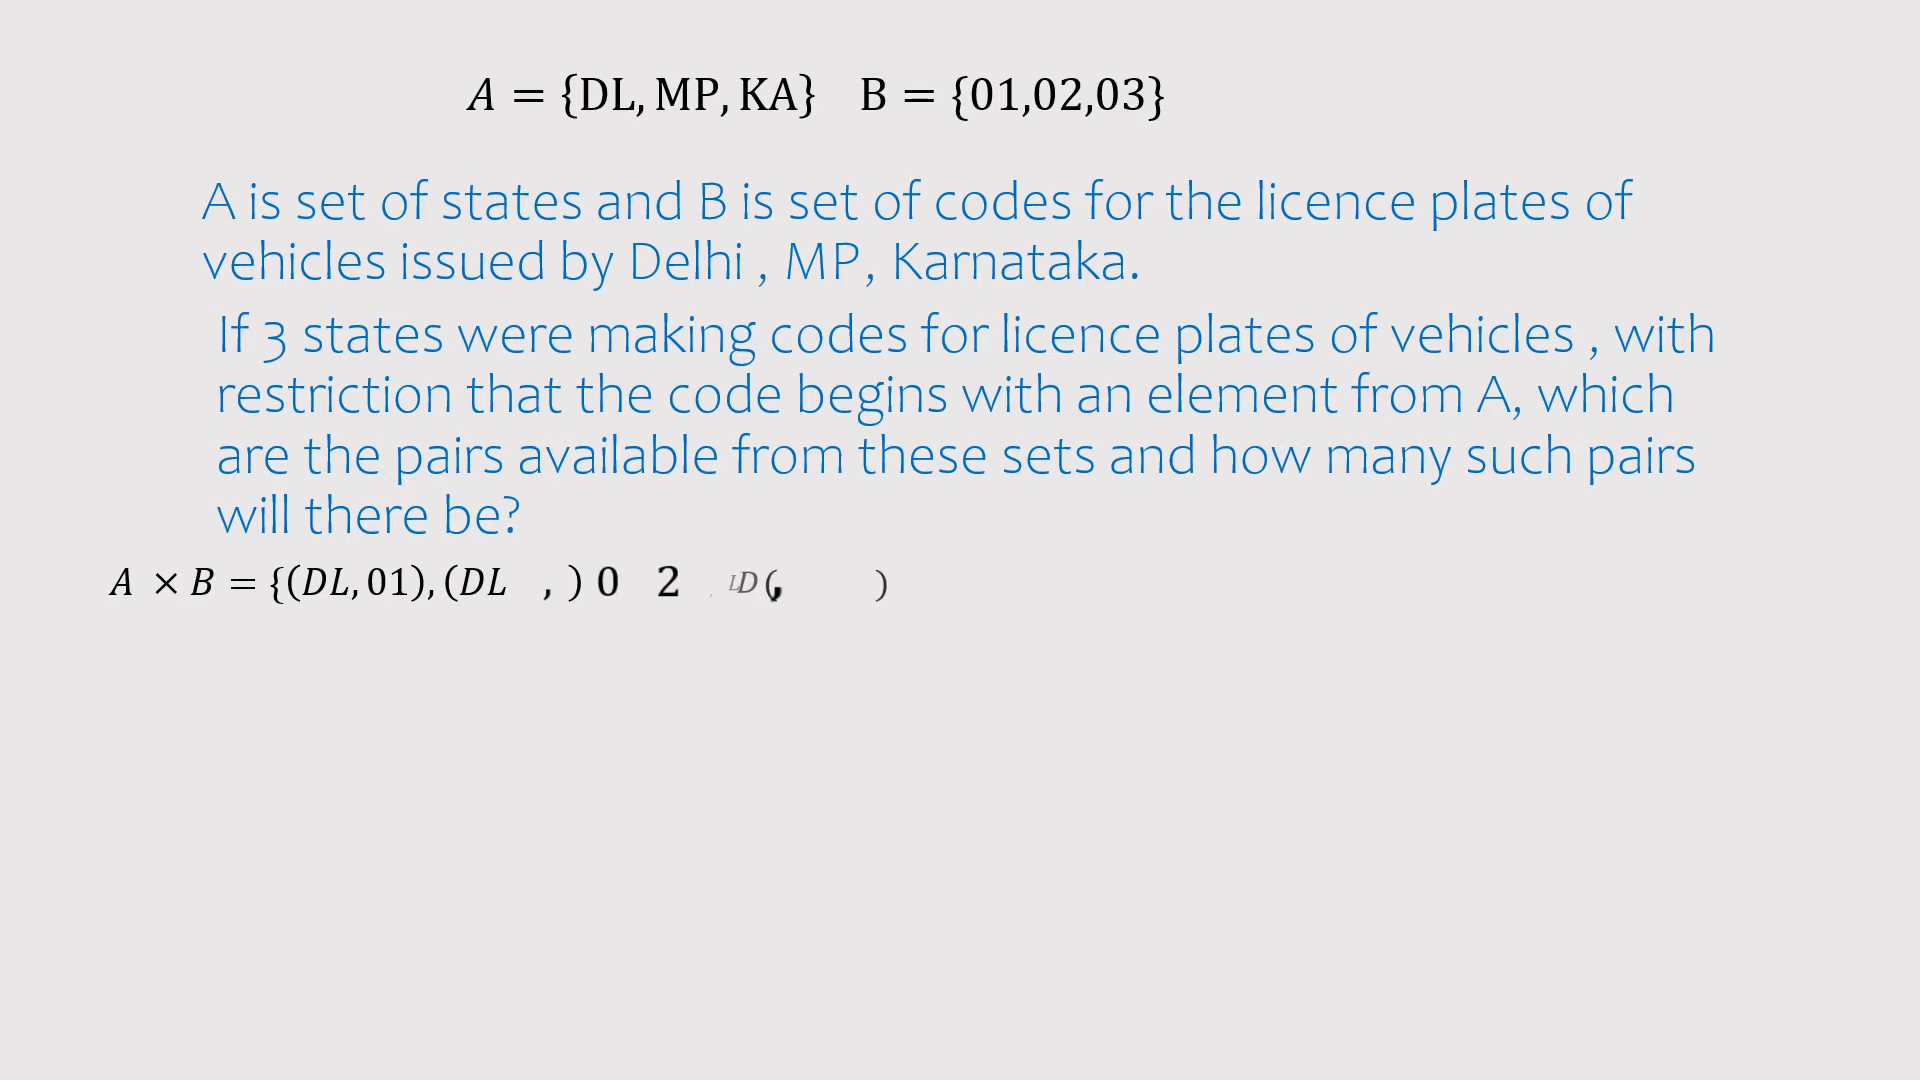 A = {DL, MP, KA} B = {01,02,03}
A is set of states and B is set of codes for the licence plates of
vehicles issued by Delhi , MP, Karnataka.
If 3 states were making codes for licence plates of vehicles , with
restriction that the code begins with an element from A, which
are the pairs available from these sets and how many such pairs
will there be?
A × B = {(DL, 01), (DL , ) 0 2